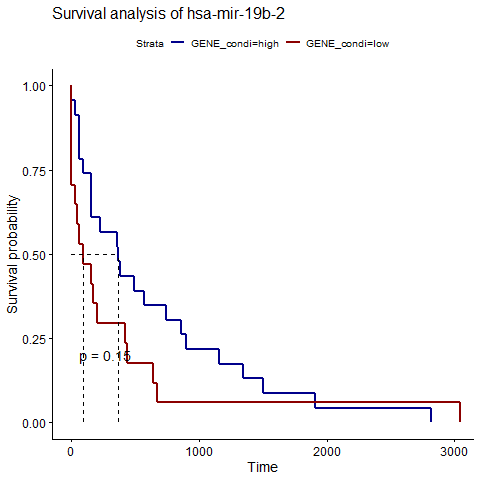 Survival analysis of hsa-mir-19b-2
Strata GENE_condi=high GENE_condi=low
1.00
0.75
0.50
0.25
0.00
Survival probability
p = 0.15
0 1000 2000 3000
Time